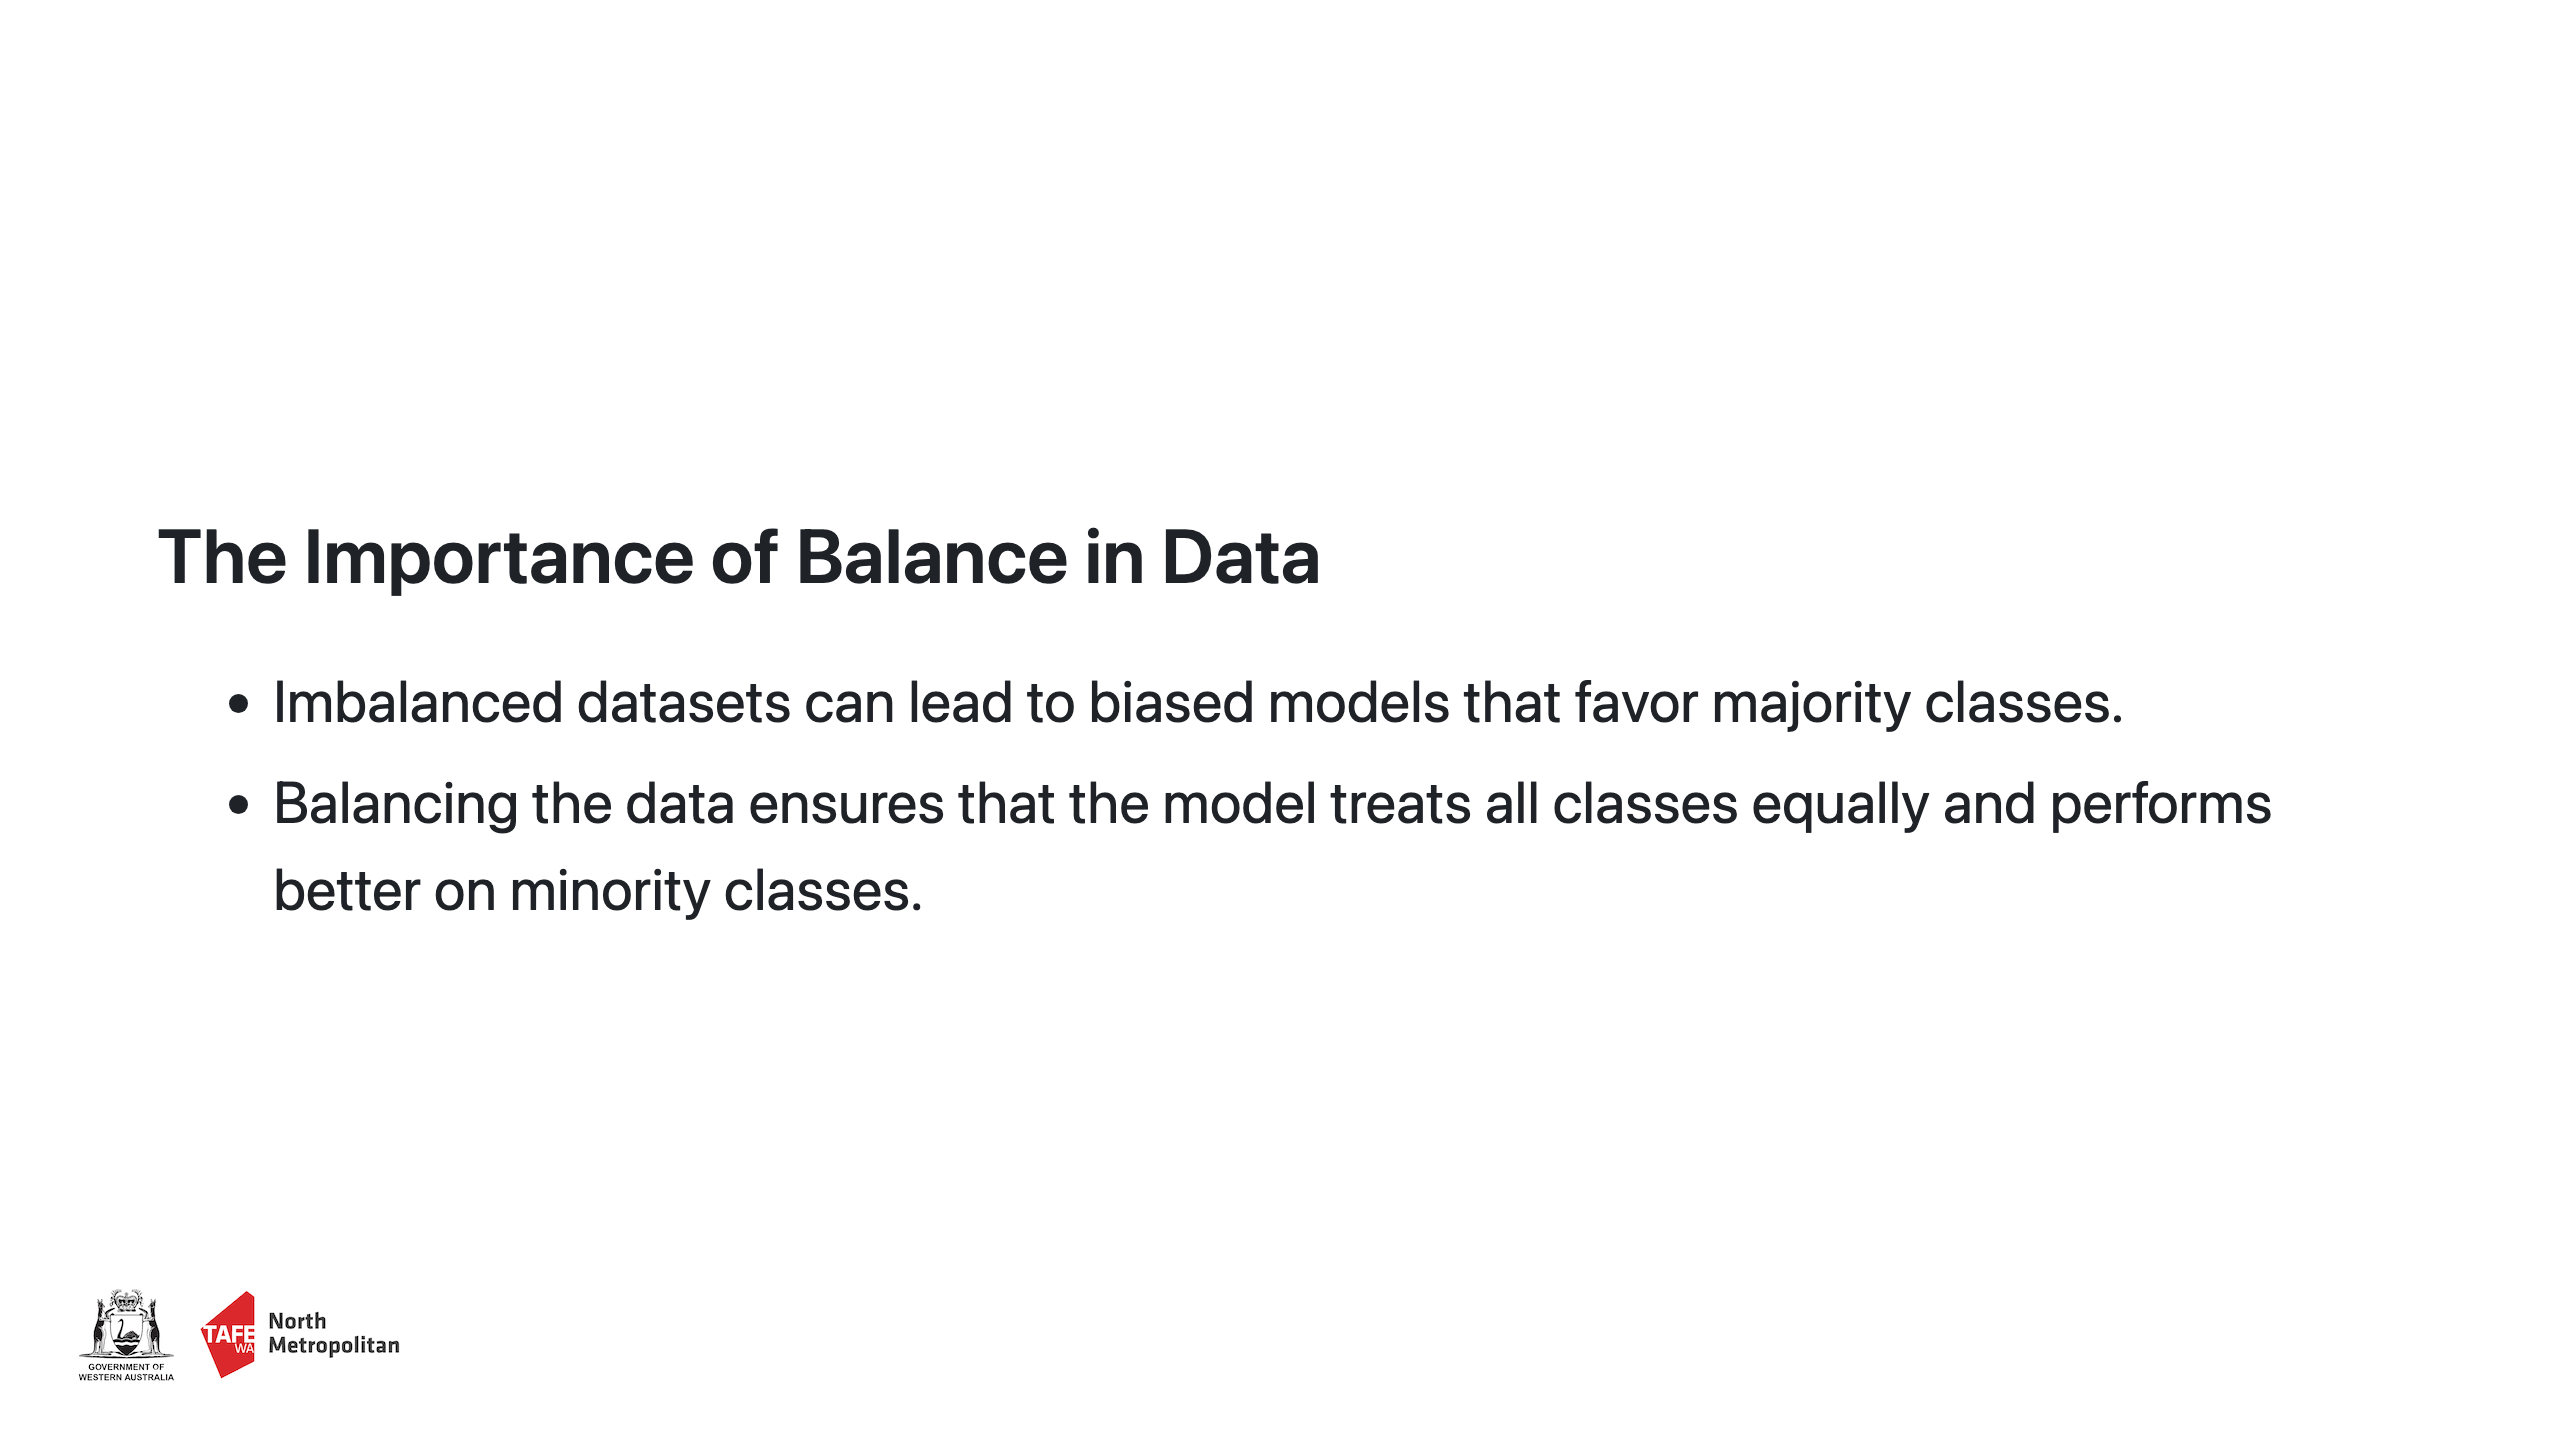 The Importance of Balance in Data
• Imbalanced datasets can lead to biased models that favor majority classes.
• Balancing the data ensures that the model treats all classes equally and performs
better on minority classes.
GOVERNMENT OF
WESTERN AUSTRALIA
TAFE
WA
North
Metropolitan